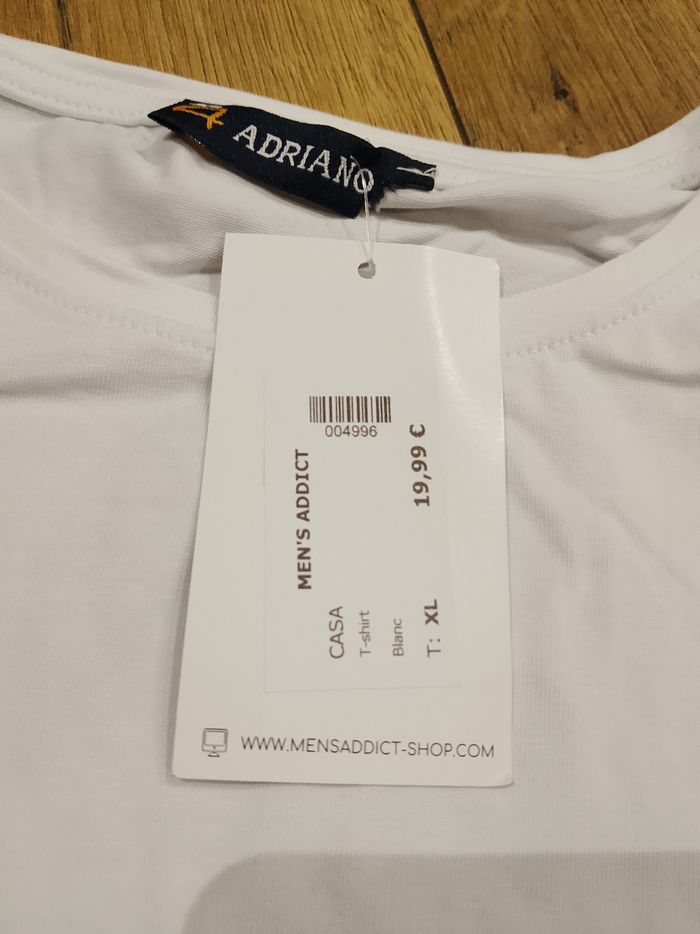 ADRIANO
004996
MEN'S ADDICT
19,99 €
CASA
T-shirt
Blanc
T: XL
WWW.MENSADDICT-SHOP.COM